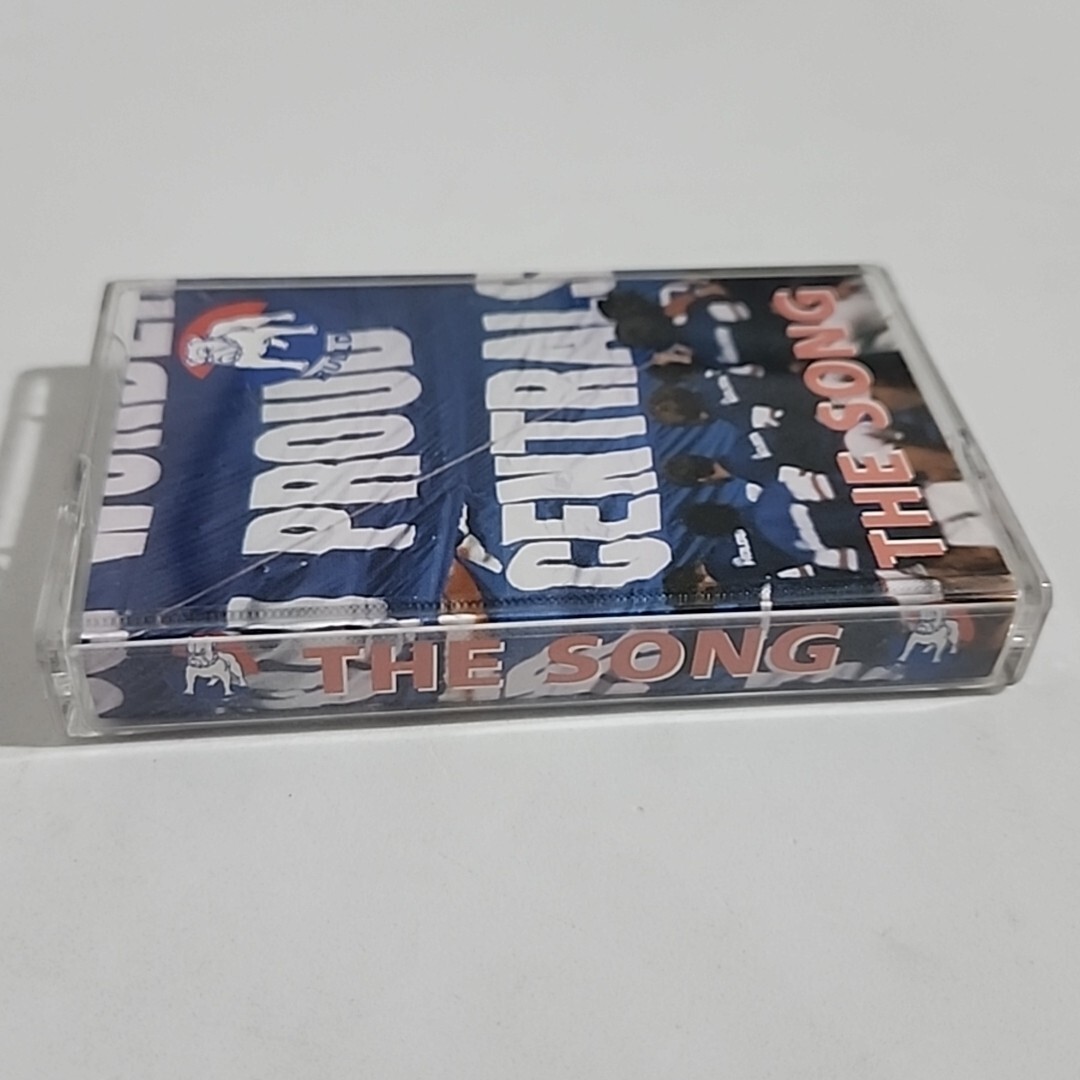 PROUD
CENTRALS
THE SONG
THE SONG